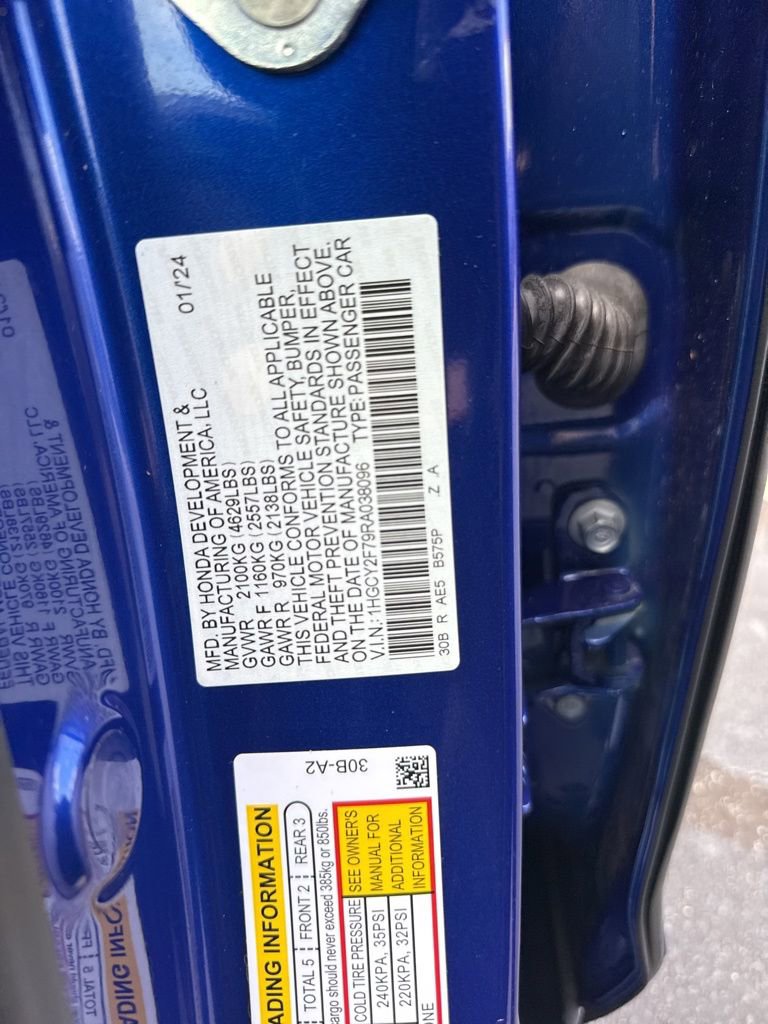 MFD. BY HONDA DEVELOPMENT &
MANUFACTURING OF AMERICA, LLC 01/24
GVWR 2100KG (4629LBS)
GAWR F 1160KG (2557LBS)
GAWR R 970KG (2138LBS)
THIS VEHICLE CONFORMS TO ALL APPLICABLE
FEDERAL MOTOR VEHICLE SAFETY, BUMPER,
AND THEFT PREVENTION STANDARDS IN EFFECT
ON THE DATE OF MANUFACTURE SHOWN ABOVE.
V.I.N.: 1HGCY2F79RA038096 TYPE: PASSENGER CAR
30B R AE5 B575P Z A
30B-A2
ADING INFORMATION
TOTAL 5 FRONT 2 REAR 3
argo should never exceed 385kg or 850lbs.
COLD TIRE PRESSURE SEE OWNER'S
240KPA, 35PSI MANUAL FOR
220KPA, 32PSI ADDITIONAL
ONE INFORMATION